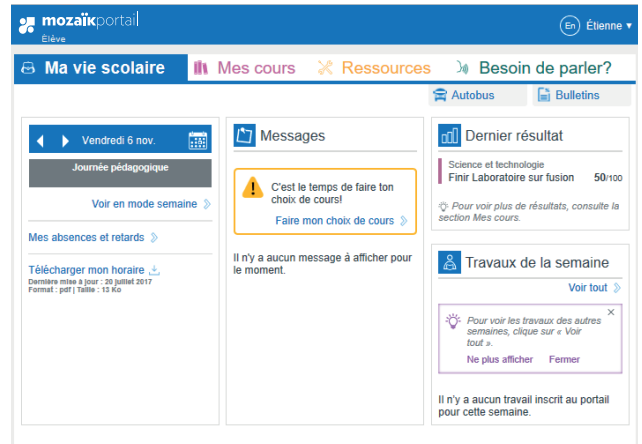 mozaïkportail
Élève
En
Étienne
Ma vie scolaire
Mes cours
Ressources
Besoin de parler?
Autobus
Bulletins
Vendredi 6 nov.
Journée pédagogique
Voir en mode semaine
Mes absences et retards
Télécharger mon horaire
Dernière mise à jour : 20 juillet 2017
Format : pdf | Taille : 13 Ko
Messages
C'est le temps de faire ton
choix de cours!
Faire mon choix de cours
Il n'y a aucun message à afficher pour
le moment.
Dernier résultat
Science et technologie
Finir Laboratoire sur fusion 50/100
Pour voir plus de résultats, consulte la
section Mes cours.
Travaux de la semaine
Voir tout
Pour voir les travaux des autres
semaines, clique sur « Voir
tout ».
Ne plus afficher Fermer
Il n'y a aucun travail inscrit au portail
pour cette semaine.